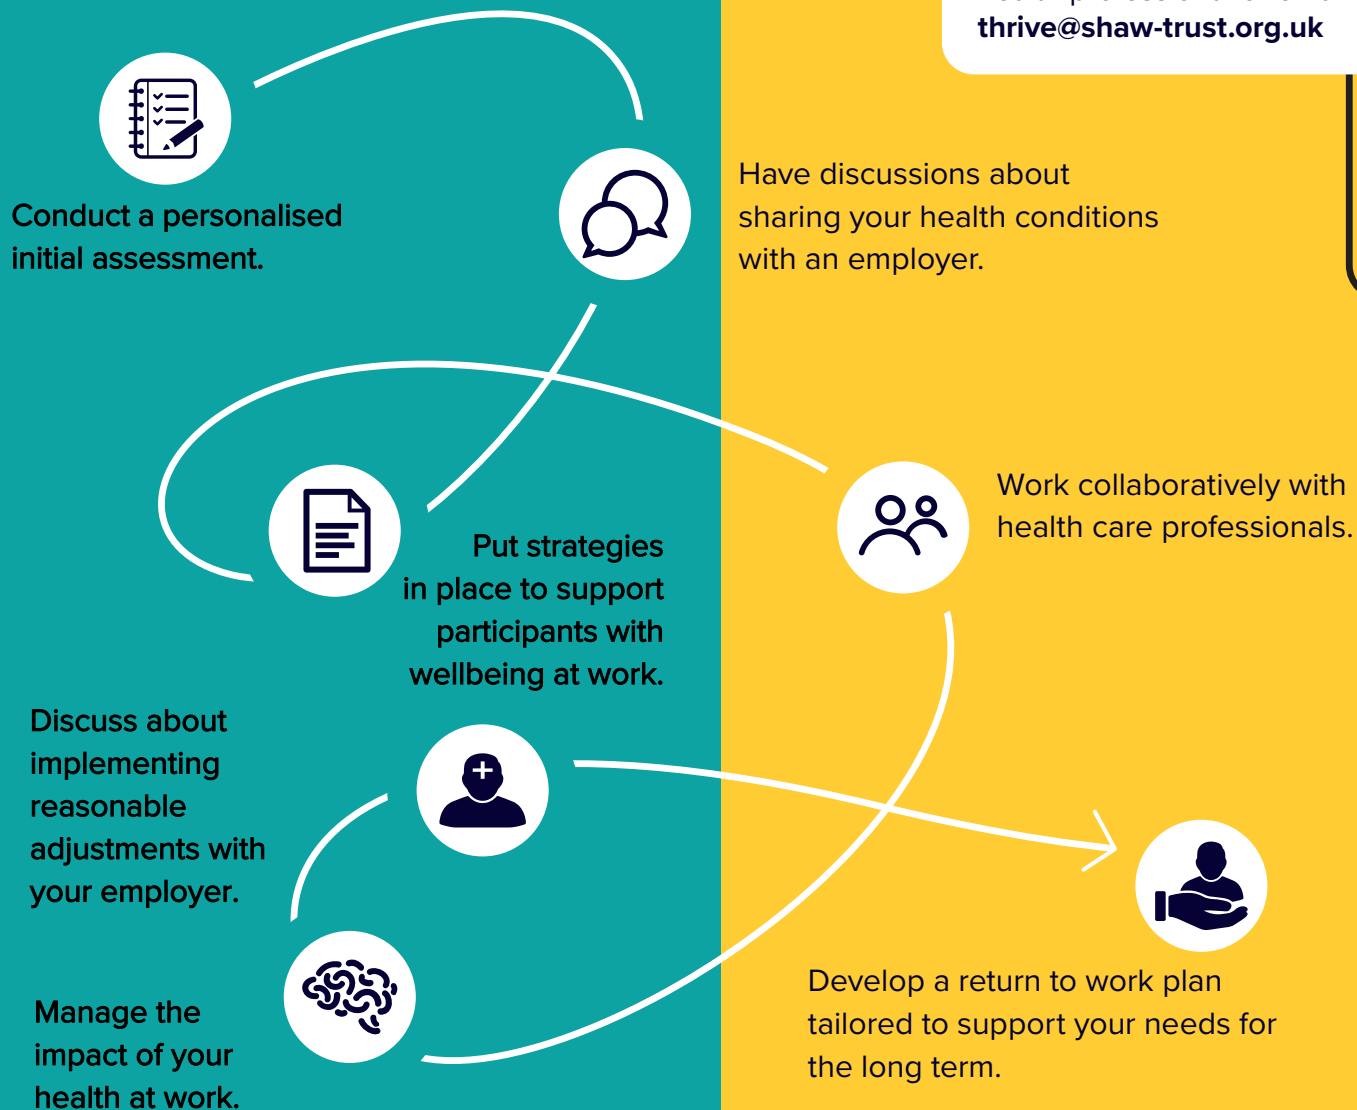 thrive@shaw-trust.org.uk
Conduct a personalised
initial assessment.
Have discussions about
sharing your health conditions
with an employer.
Put strategies
in place to support
participants with
wellbeing at work.
Work collaboratively with
health care professionals.
Discuss about
implementing
reasonable
adjustments with
your employer.
Manage the
impact of your
health at work.
Develop a return to work plan
tailored to support your needs for
the long term.